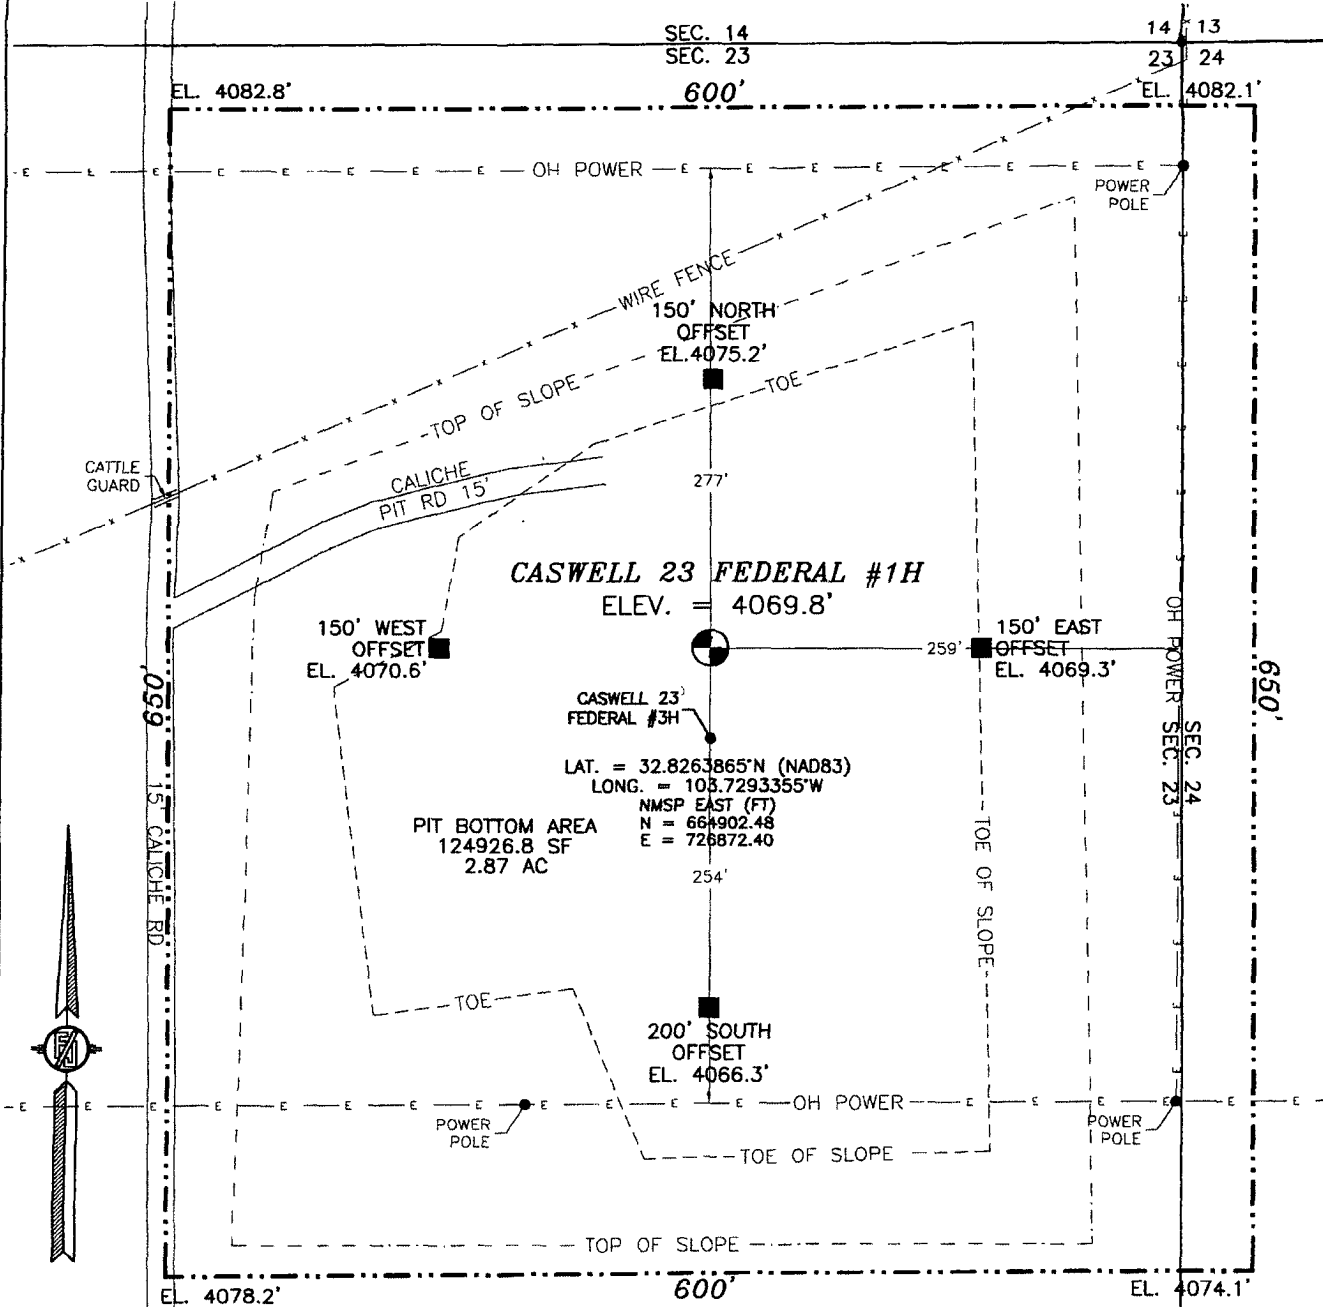 SEC. 14
SEC. 23
14 13
23 24
EL. 4082.8'
600'
EL. 4082.1'
OH POWER
POWER
POLE
WIRE FENCE
150' NORTH
OFFSET
EL.4075.2'
TOP OF SLOPE
TOE
CATTLE
GUARD
CALICHE
PIT RD 15'
277'
CASWELL 23 FEDERAL #1H
ELEV. = 4069.8'
150' WEST
OFFSET
EL. 4070.6'
259'
150' EAST
OFFSET
EL. 4069.3'
OH POWER
650'
650'
CASWELL 23
FEDERAL #3H
SEC. 24
SEC. 23
LAT. = 32.8263865°N (NAD83)
LONG. = 103.7293355°W
NMSP EAST (FT)
N = 664902.48
E = 726872.40
PIT BOTTOM AREA
124926.8 SF
2.87 AC
15' CALICHE RD
254'
TOE OF SLOPE
TOE
200' SOUTH
OFFSET
EL. 4066.3'
OH POWER
POWER
POLE
POWER
POLE
TOE OF SLOPE
TOP OF SLOPE
EL. 4078.2'
600'
EL. 4074.1'